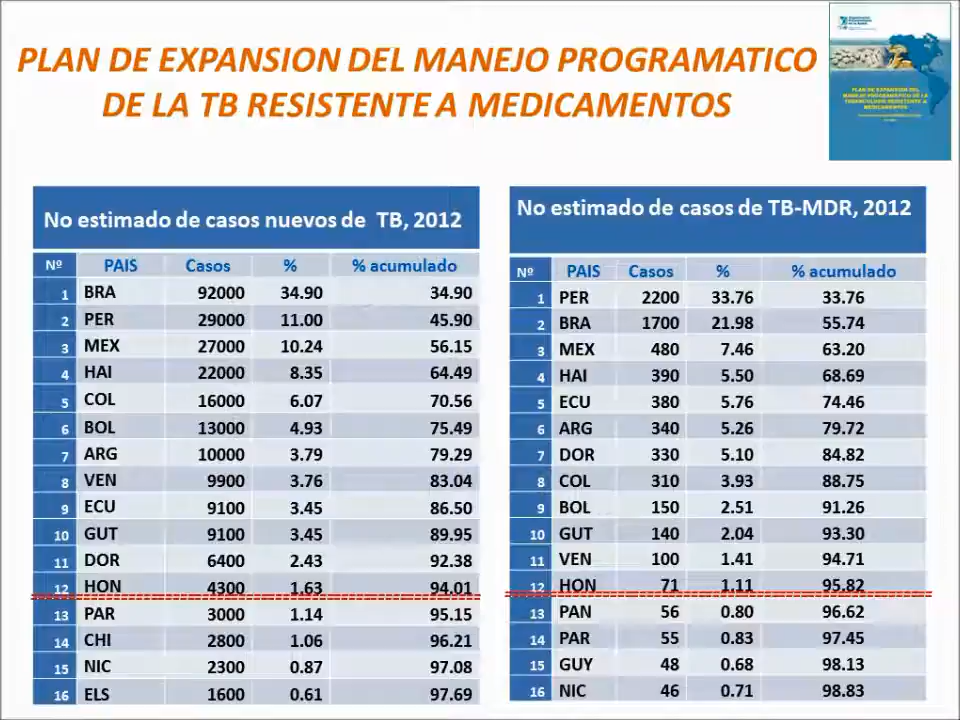 PLAN DE EXPANSION DEL MANEJO PROGRAMATICO
DE LA TB RESISTENTE A MEDICAMENTOS
PLAN DE EXPANSIÓN DEL
MANEJO PROGRAMÁTICO DE LA
TUBERCULOSIS RESISTENTE A
MEDICAMENTOS
No estimado de casos nuevos de TB, 2012
Nº PAIS Casos % % acumulado
1 BRA 92000 34.90 34.90
2 PER 29000 11.00 45.90
3 MEX 27000 10.24 56.15
4 HAI 22000 8.35 64.49
5 COL 16000 6.07 70.56
6 BOL 13000 4.93 75.49
7 ARG 10000 3.79 79.29
8 VEN 9900 3.76 83.04
9 ECU 9100 3.45 86.50
10 GUT 9100 3.45 89.95
11 DOR 6400 2.43 92.38
12 HON 4300 1.63 94.01
13 PAR 3000 1.14 95.15
14 CHI 2800 1.06 96.21
15 NIC 2300 0.87 97.08
16 ELS 1600 0.61 97.69
No estimado de casos de TB-MDR, 2012
Nº PAIS Casos % % acumulado
1 PER 2200 33.76 33.76
2 BRA 1700 21.98 55.74
3 MEX 480 7.46 63.20
4 HAI 390 5.50 68.69
5 ECU 380 5.76 74.46
6 ARG 340 5.26 79.72
7 DOR 330 5.10 84.82
8 COL 310 3.93 88.75
9 BOL 150 2.51 91.26
10 GUT 140 2.04 93.30
11 VEN 100 1.41 94.71
12 HON 71 1.11 95.82
13 PAN 56 0.80 96.62
14 PAR 55 0.83 97.45
15 GUY 48 0.68 98.13
16 NIC 46 0.71 98.83